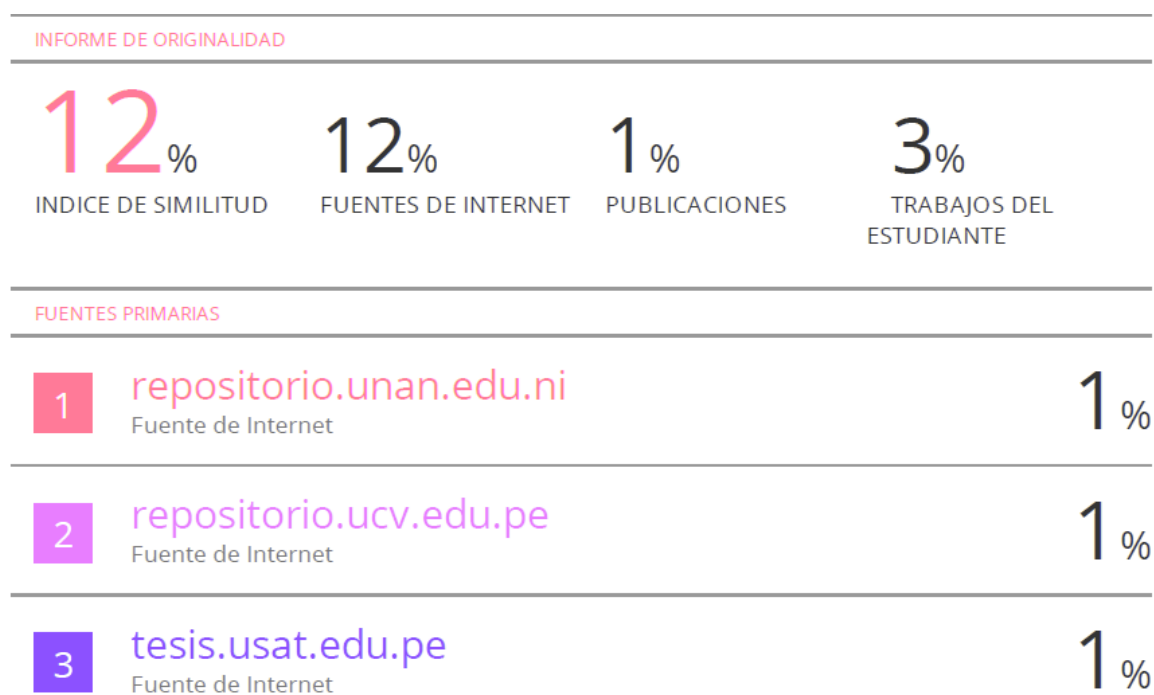 INFORME DE ORIGINALIDAD
12% 12% 1% 3%
INDICE DE SIMILITUD FUENTES DE INTERNET PUBLICACIONES TRABAJOS DEL
ESTUDIANTE
FUENTES PRIMARIAS
1 repositorio.unan.edu.ni 1%
Fuente de Internet
2 repositorio.ucv.edu.pe 1%
Fuente de Internet
3 tesis.usat.edu.pe 1%
Fuente de Internet